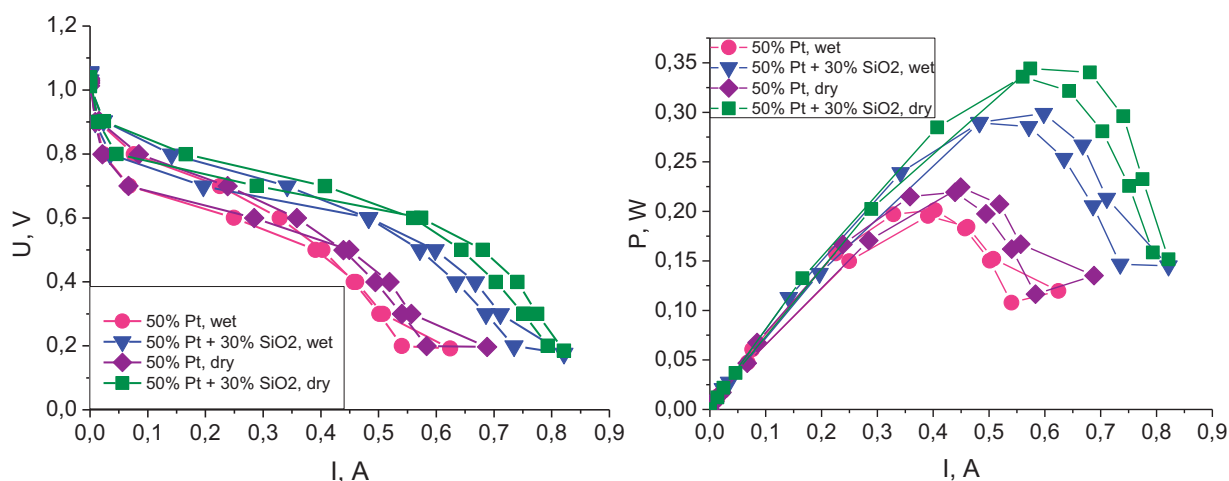 1,2
1,0
0,8
0,6
0,4
0,2
0,0
U, V
50% Pt, wet
50% Pt + 30% SiO2, wet
50% Pt, dry
50% Pt + 30% SiO2, dry
0,0 0,1 0,2 0,3 0,4 0,5 0,6 0,7 0,8 0,9
I, A
0,35
0,30
0,25
0,20
0,15
0,10
0,05
0,00
P, W
50% Pt, wet
50% Pt + 30% SiO2, wet
50% Pt, dry
50% Pt + 30% SiO2, dry
0,0 0,1 0,2 0,3 0,4 0,5 0,6 0,7 0,8 0,9
I, A